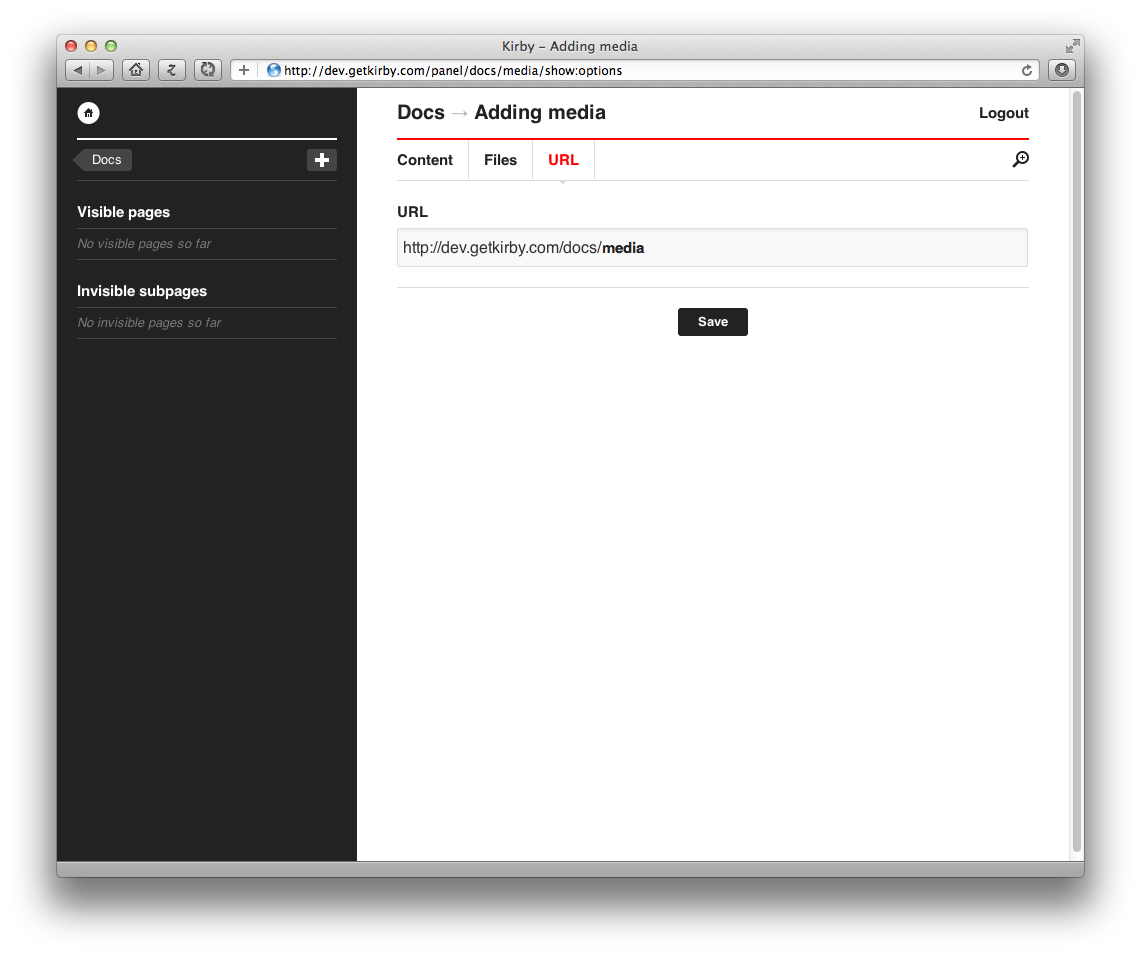 Kirby – Adding media
http://dev.getkirby.com/panel/docs/media/show:options
Docs → Adding media
Logout
Docs
Content
Files
URL
Visible pages
No visible pages so far
Invisible subpages
No invisible pages so far
URL
http://dev.getkirby.com/docs/media
Save